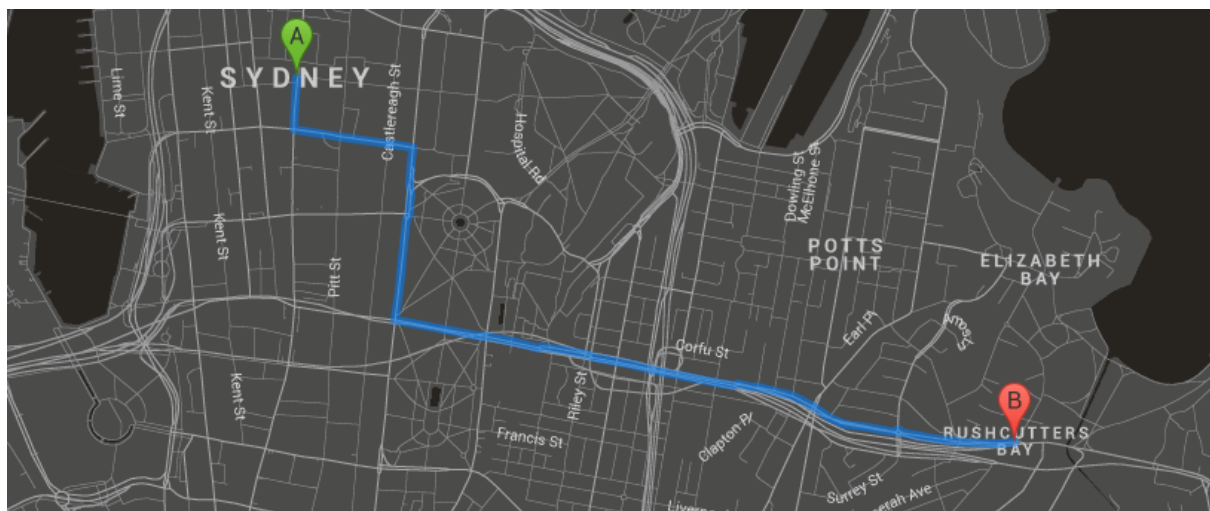 A
SYDNEY
Lime St
Kent St
Castlereagh St
Hospital Rd
Dowling St
McElhone St
Kent St
Pitt St
POTTS
POINT
ELIZABETH
BAY
Earl Pl
Corfu St
Kent St
Riley St
B
Francis St
Clapton Pl
RUSHCUTTERS
BAY
Surrey St